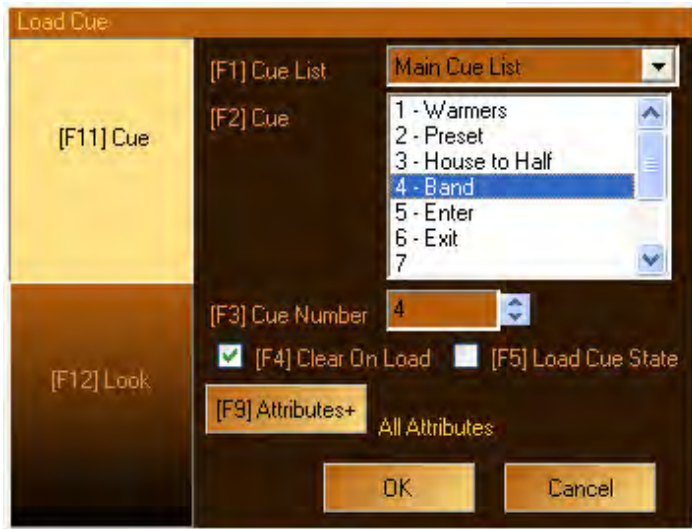 Load Cue
[F11] Cue
[F1] Cue List
Main Cue List
[F2] Cue
1 - Warmers
2 - Preset
3 - House to Half
4 - Band
5 - Enter
6 - Exit
7
[F3] Cue Number
4
[F4] Clear On Load
[F5] Load Cue State
[F12] Look
[F9] Attributes+
All Attributes
OK
Cancel